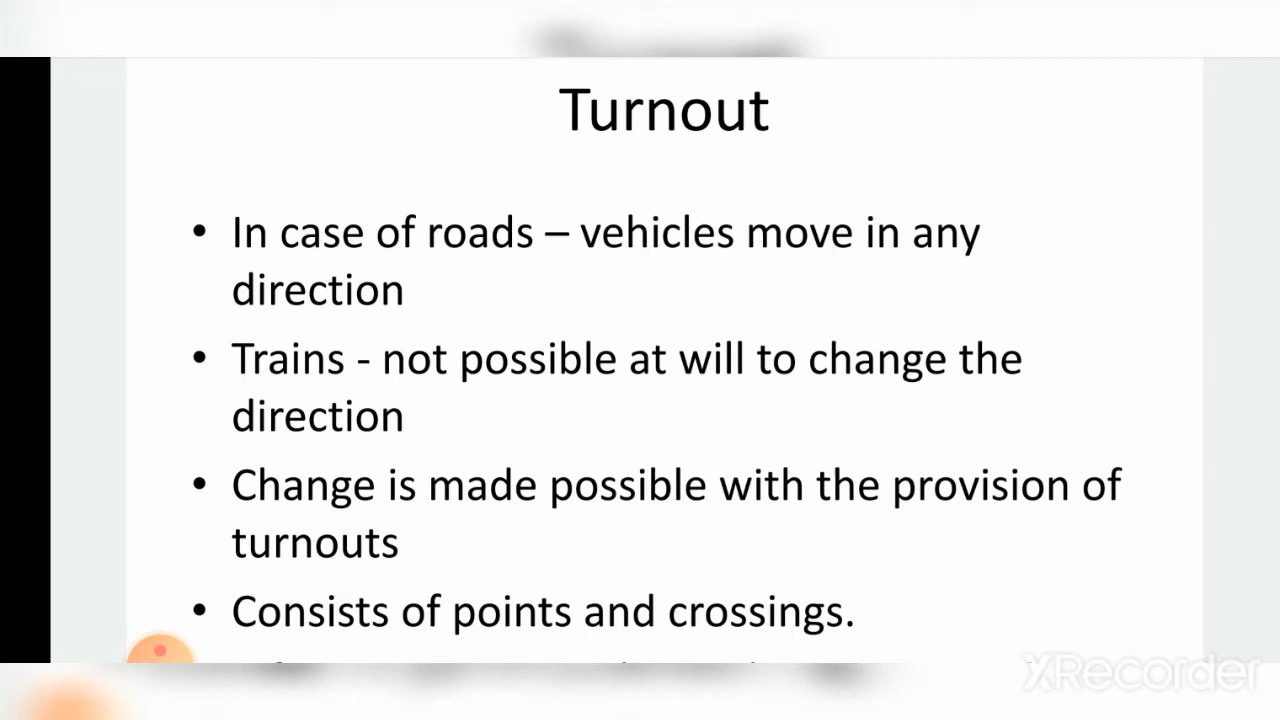 Turnout
• In case of roads – vehicles move in any
direction
• Trains - not possible at will to change the
direction
• Change is made possible with the provision of
turnouts
• Consists of points and crossings.
XRecorder